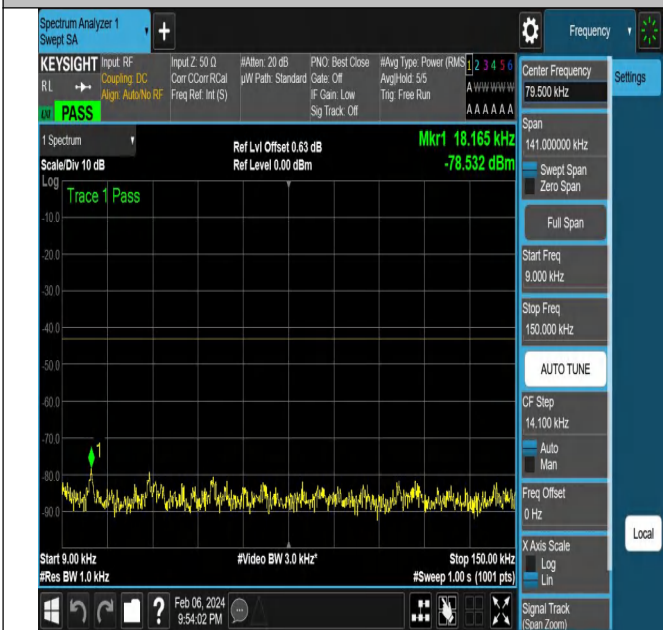 Spectrum Analyzer 1
Swept SA
+
Frequency
KEYSIGHT
RL
LXI
PASS
Input: RF
Coupling: DC
Align: Auto/No RF
Input Z: 50 Ω
Corr CCorr RCal
Freq Ref: Int (S)
#Atten: 20 dB
µW Path: Standard
PNO: Best Close
Gate: Off
IF Gain: Low
Sig Track: Off
#Avg Type: Power (RMS
Avg|Hold: 5/5
Trig: Free Run
1 2 3 4 5 6
A W W W W W
A A A A A A
1 Spectrum
Scale/Div 10 dB
Ref Lvl Offset 0.63 dB
Ref Level 0.00 dBm
Mkr1 18.165 kHz
-78.532 dBm
Log
Trace 1 Pass
-10.0
-20.0
-30.0
-40.0
-50.0
-60.0
-70.0
-80.0
-90.0
1
Start 9.00 kHz
#Res BW 1.0 kHz
#Video BW 3.0 kHz*
Stop 150.00 kHz
#Sweep 1.00 s (1001 pts)
?
Feb 06, 2024
9:54:02 PM
Center Frequency
79.500 kHz
Settings
Span
141.000000 kHz
Swept Span
Zero Span
Full Span
Start Freq
9.000 kHz
Stop Freq
150.000 kHz
AUTO TUNE
CF Step
14.100 kHz
Auto
Man
Freq Offset
0 Hz
X Axis Scale
Log
Lin
Local
Signal Track
(Span Zoom)